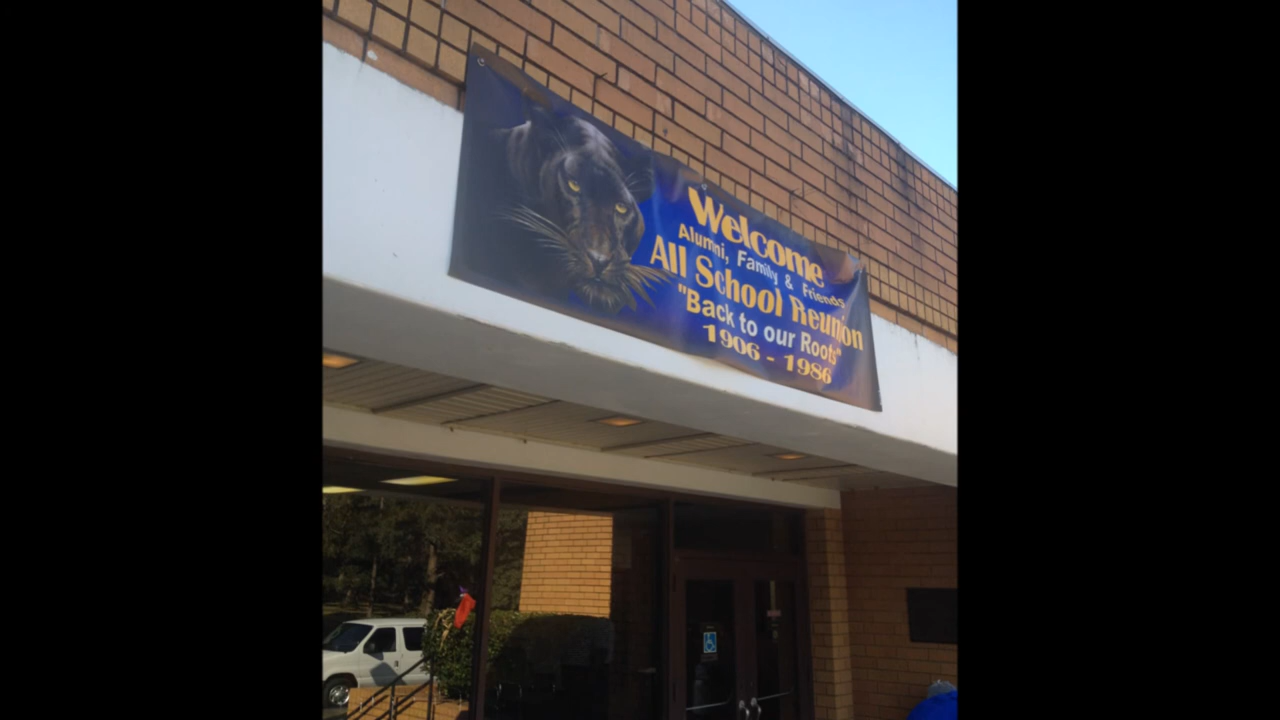 Welcome
Alumni, Family & Friends
All School Reunion
"Back to our Roots"
1906 - 1986